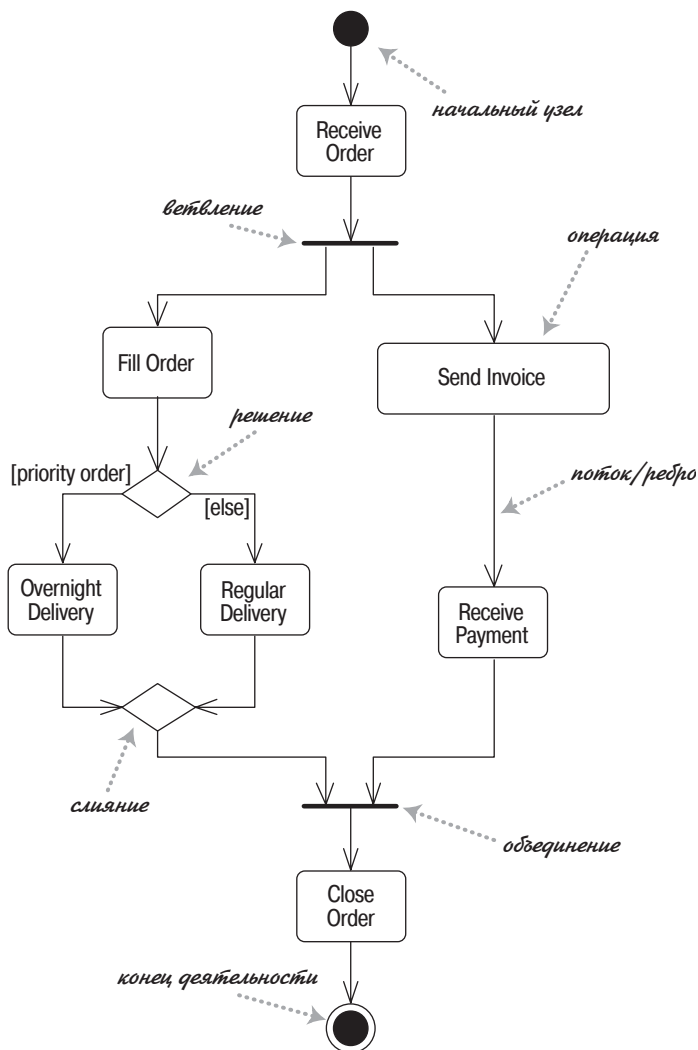 начальный узел
Receive
Order
ветвление
операция
Fill Order
Send Invoice
решение
[priority order]
[else]
поток/ребро
Overnight
Delivery
Regular
Delivery
Receive
Payment
слияние
объединение
Close
Order
конец деятельности